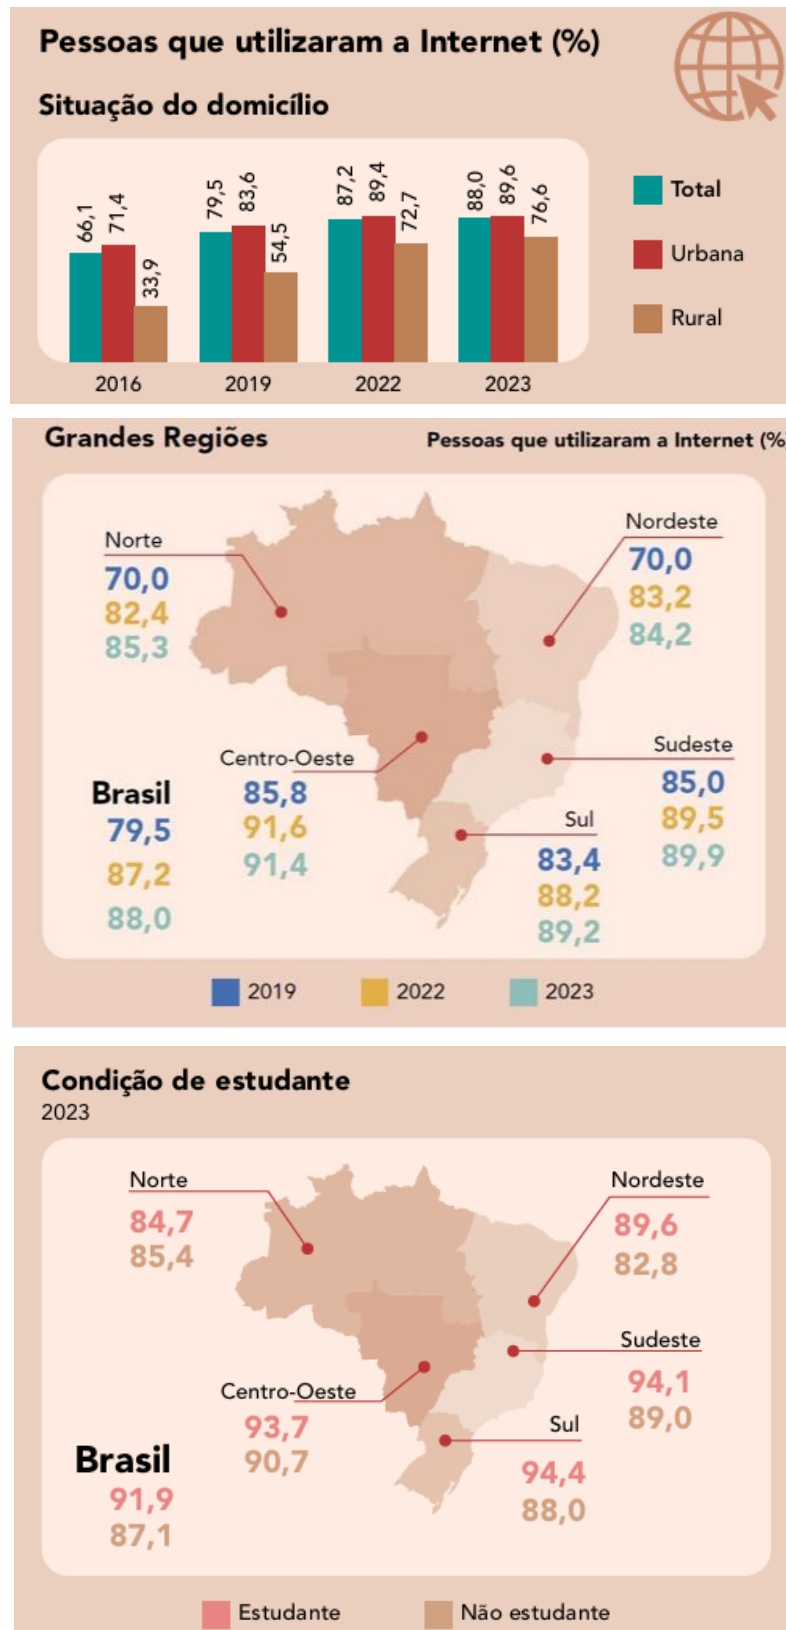 Pessoas que utilizaram a Internet (%)
Situação do domicílio
66,1
71,4
33,9
79,5
83,6
54,5
87,2
89,4
72,7
88,0
89,6
76,6
2016
2019
2022
2023
Total
Urbana
Rural
Grandes Regiões
Pessoas que utilizaram a Internet (%)
Norte
70,0
82,4
85,3
Nordeste
70,0
83,2
84,2
Centro-Oeste
85,8
91,6
91,4
Sudeste
85,0
89,5
89,9
Brasil
79,5
87,2
88,0
Sul
83,4
88,2
89,2
2019
2022
2023
Condição de estudante
2023
Norte
84,7
85,4
Nordeste
89,6
82,8
Sudeste
94,1
89,0
Centro-Oeste
93,7
90,7
Sul
94,4
88,0
Brasil
91,9
87,1
Estudante
Não estudante